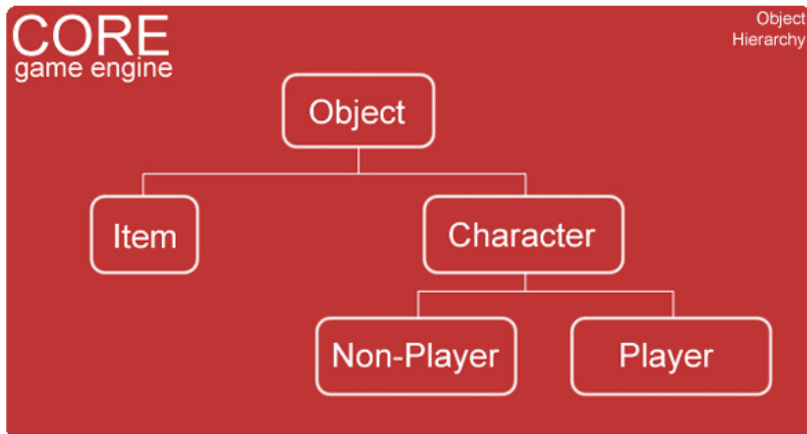 CORE
game engine
Object
Hierarchy
Object
Item
Character
Non-Player
Player